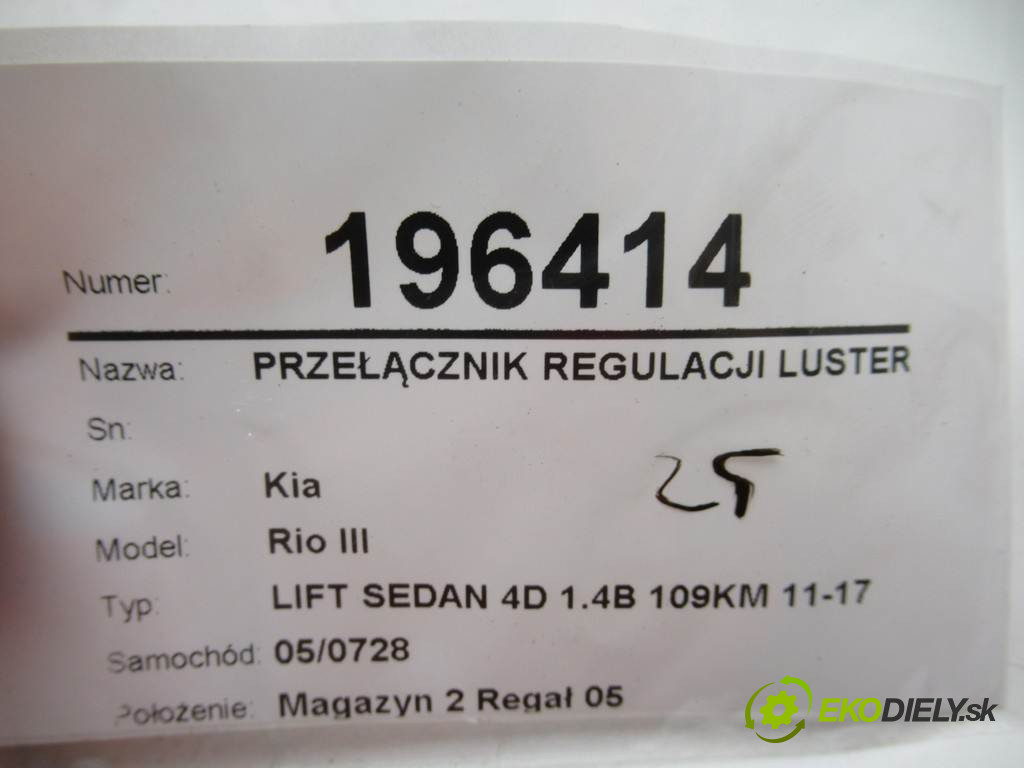 Numer: 196414
Nazwa: PRZEŁĄCZNIK REGULACJI LUSTER
Sn:
Marka: Kia
25
Model: Rio III
Typ: LIFT SEDAN 4D 1.4B 109KM 11-17
Samochód: 05/0728
Położenie: Magazyn 2 Regał 05
EKODIELY.sk